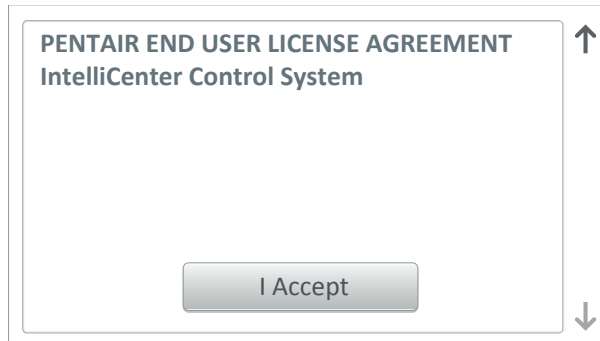 PENTAIR END USER LICENSE AGREEMENT
IntelliCenter Control System
I Accept